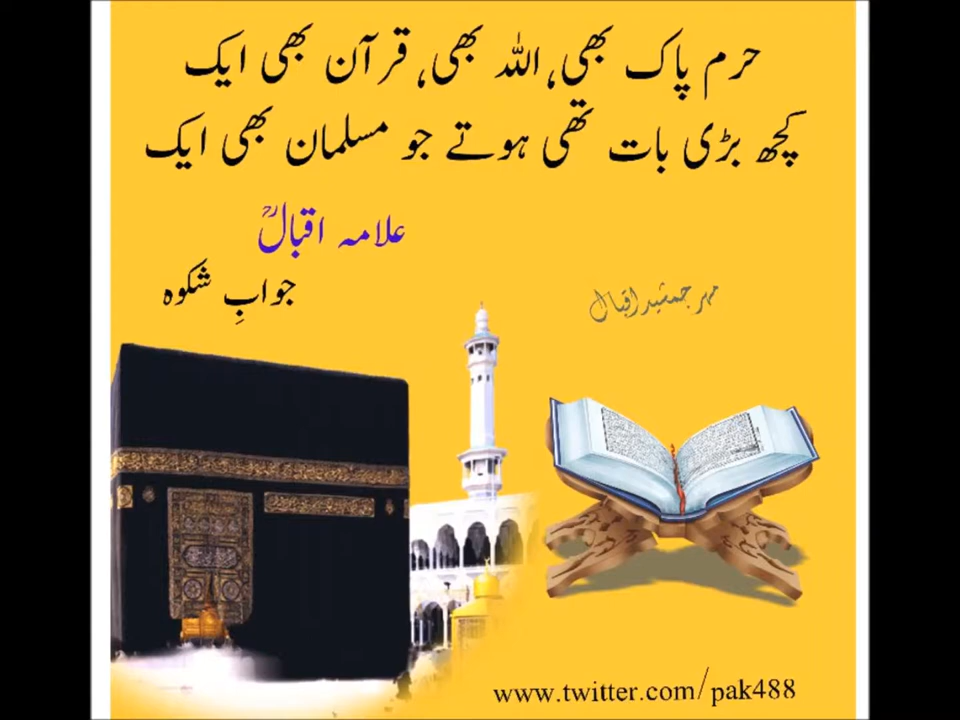 حرم پاک بھی، اللہ بھی، قرآن بھی ایک
کچھ بڑی بات تھی ہوتے جو مسلمان بھی ایک
علامہ اقبالؒ
جوابِ شکوہ
مہر جمشید اقبال
www.twitter.com/pak488